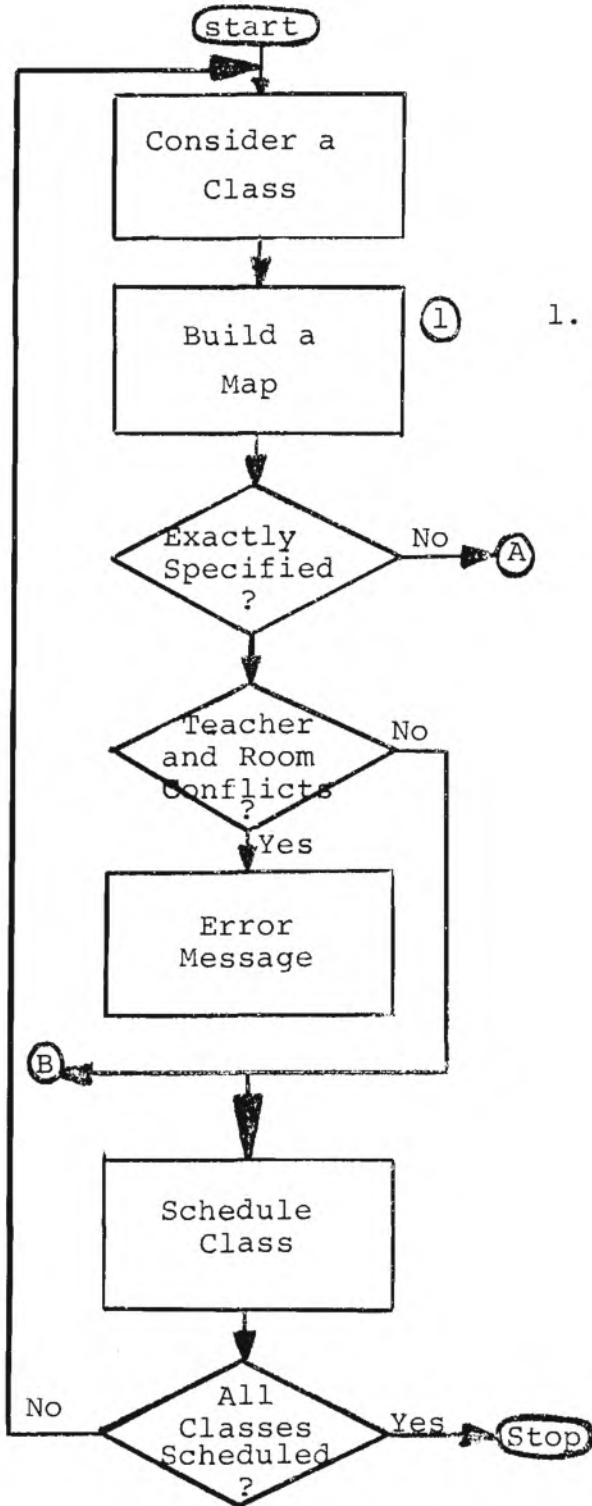 start
Consider a
Class
Build a
Map
1 1.
Exactly
Specified
?
No A
Teacher
and Room
Conflicts
?
No
Yes
Error
Message
B
Schedule
Class
All
Classes
Scheduled
?
No
Yes Stop